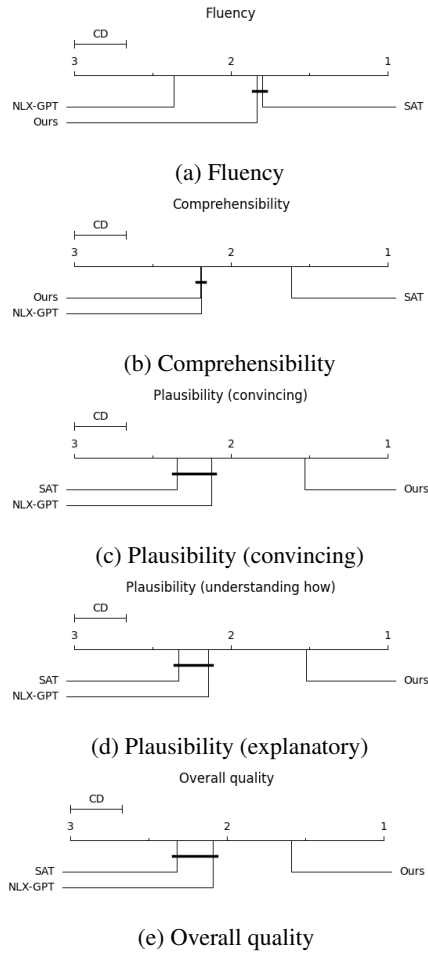 Fluency
CD
3 2 1
NLX-GPT SAT
Ours
(a) Fluency
Comprehensibility
CD
3 2 1
Ours SAT
NLX-GPT
(b) Comprehensibility
Plausibility (convincing)
CD
3 2 1
SAT Ours
NLX-GPT
(c) Plausibility (convincing)
Plausibility (understanding how)
CD
3 2 1
SAT Ours
NLX-GPT
(d) Plausibility (explanatory)
Overall quality
CD
3 2 1
SAT Ours
NLX-GPT
(e) Overall quality